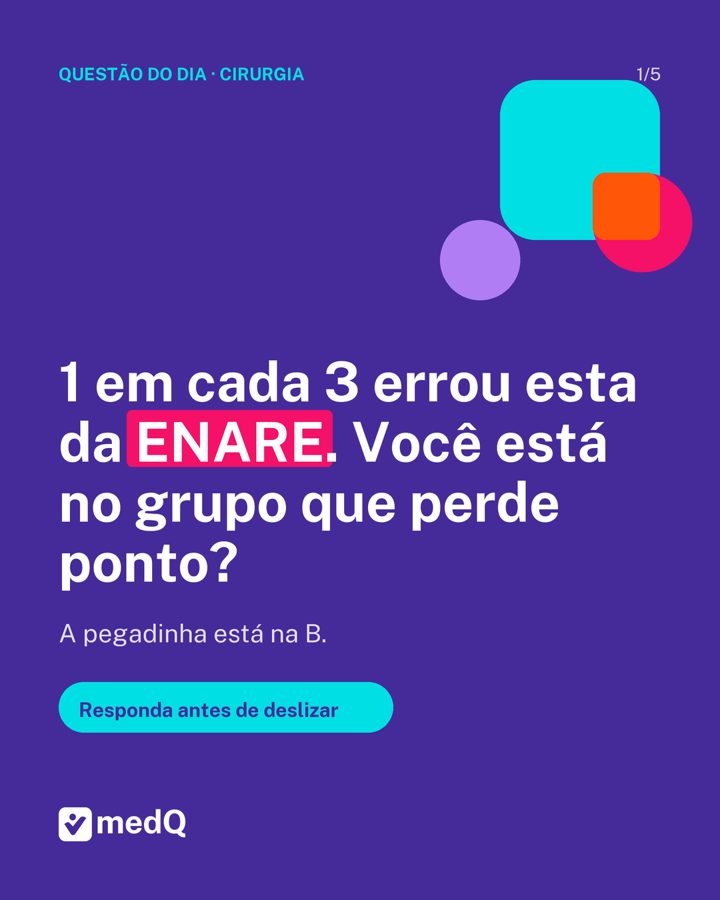 QUESTÃO DO DIA · CIRURGIA
1/5
1 em cada 3 errou esta
da ENARE. Você está
no grupo que perde
ponto?
A pegadinha está na B.
Responda antes de deslizar
medQ